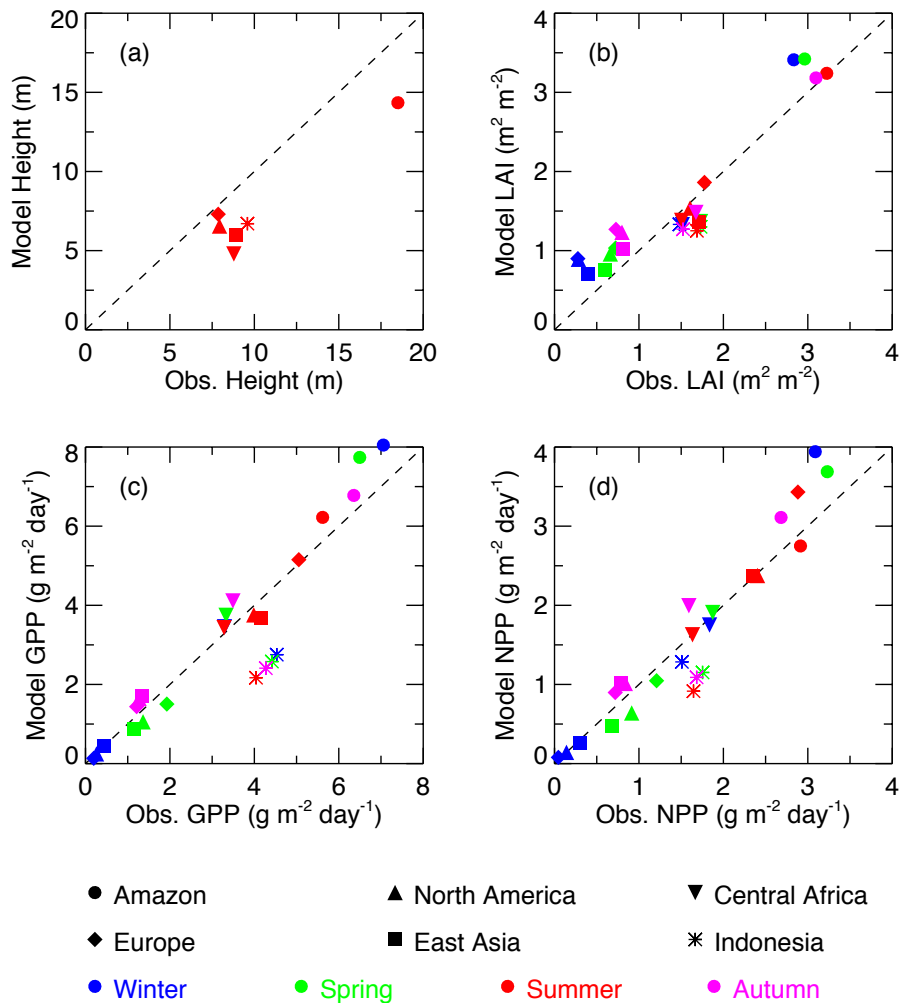 (a)
20
15
10
5
0
Model Height (m)
0 5 10 15 20
Obs. Height (m)
(b)
4
3
2
1
0
Model LAI (m² m⁻²)
0 1 2 3 4
Obs. LAI (m² m⁻²)
(c)
8
6
4
2
0
Model GPP (g m⁻² day⁻¹)
0 2 4 6 8
Obs. GPP (g m⁻² day⁻¹)
(d)
4
3
2
1
0
Model NPP (g m⁻² day⁻¹)
0 1 2 3 4
Obs. NPP (g m⁻² day⁻¹)
Amazon North America Central Africa
Europe East Asia Indonesia
Winter Spring Summer Autumn